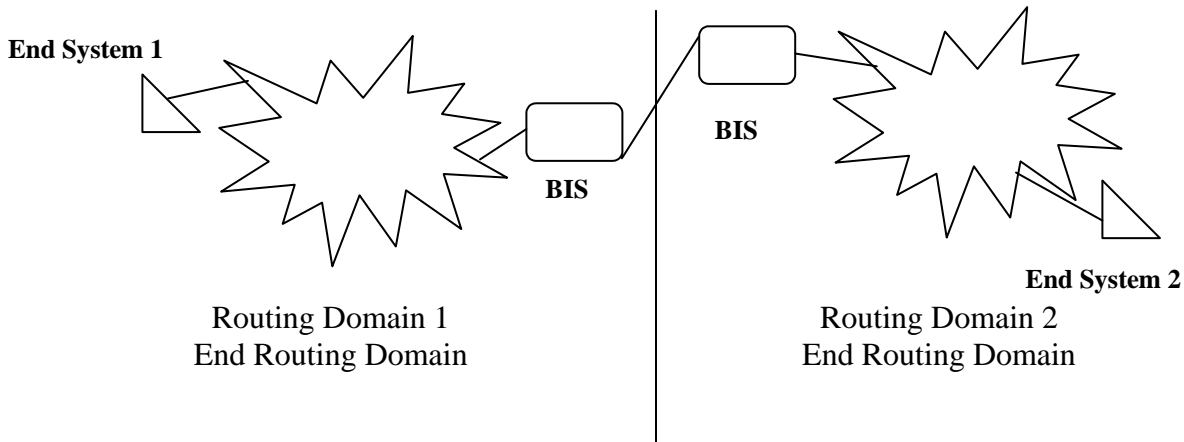 End System 1
BIS
BIS
End System 2
Routing Domain 1
End Routing Domain
Routing Domain 2
End Routing Domain